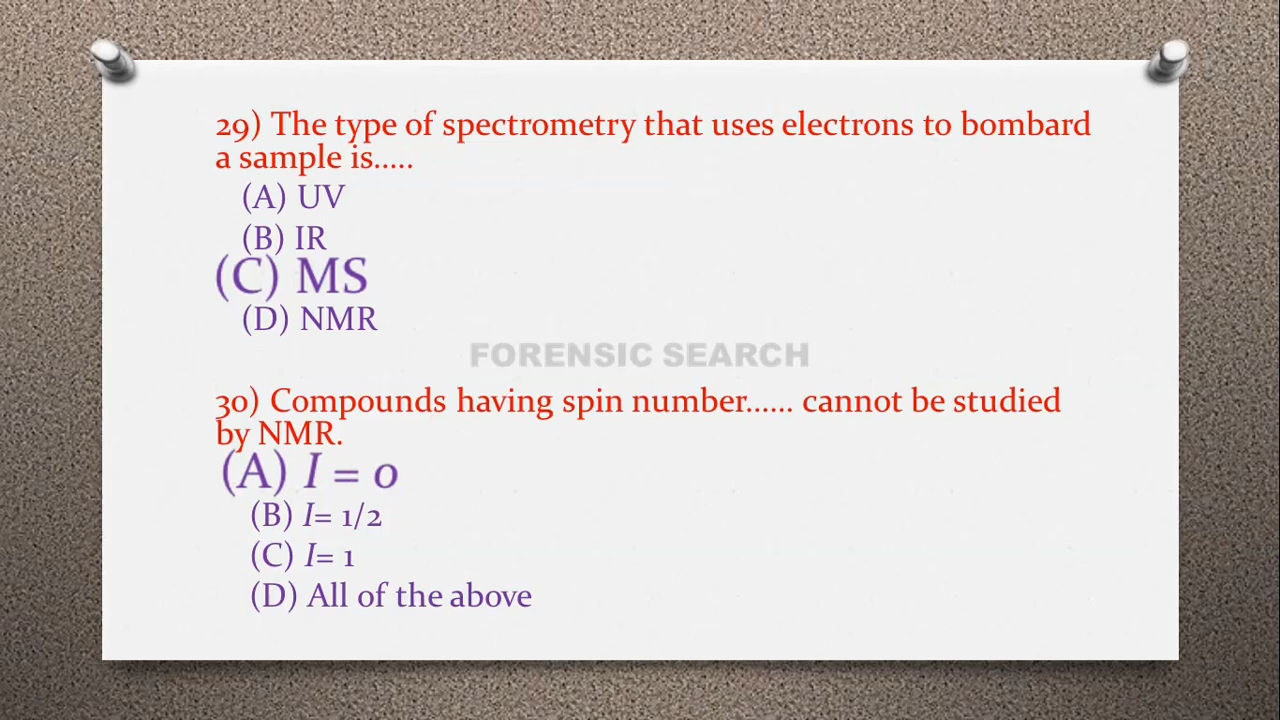 29) The type of spectrometry that uses electrons to bombard
a sample is.....
(A) UV
(B) IR
(C) MS
(D) NMR
FORENSIC SEARCH
30) Compounds having spin number...... cannot be studied
by NMR.
(A) I = 0
(B) I= 1/2
(C) I= 1
(D) All of the above